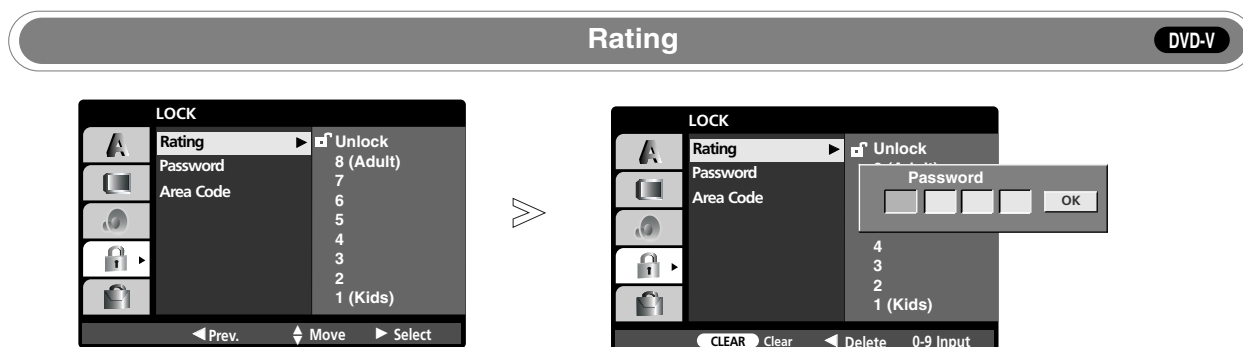 Rating
DVD-V
LOCK
Rating
Password
Area Code
Unlock
8 (Adult)
7
6
5
4
3
2
1 (Kids)
Prev.
Move
Select
LOCK
Rating
Password
Area Code
Unlock
Password
OK
4
3
2
1 (Kids)
CLEAR Clear
Delete
0-9 Input